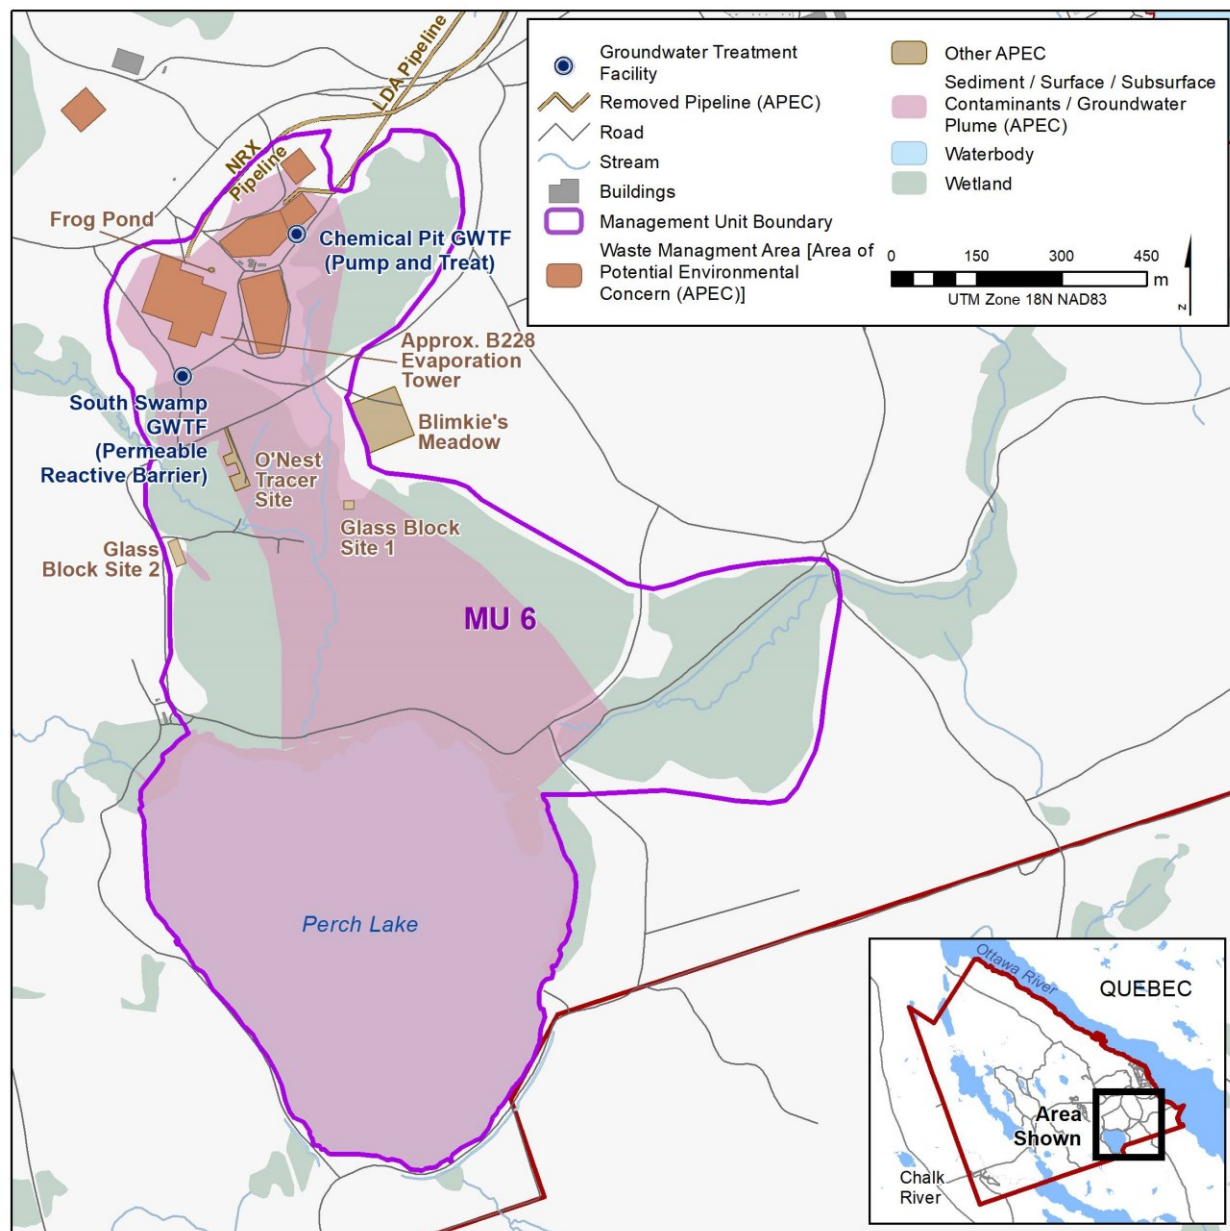 LDA Pipeline
NRX
Pipeline
Frog Pond
Chemical Pit GWTF
(Pump and Treat)
Approx. B228
Evaporation
Tower
South Swamp
GWTF
(Permeable
Reactive Barrier)
Blimkie's
Meadow
O'Nest
Tracer
Site
Glass Block
Site 1
Glass
Block Site 2
MU 6
Perch Lake
Groundwater Treatment
Facility
Removed Pipeline (APEC)
Road
Stream
Buildings
Management Unit Boundary
Waste Managment Area [Area of
Potential Environmental
Concern (APEC)]
Other APEC
Sediment / Surface / Subsurface
Contaminants / Groundwater
Plume (APEC)
Waterbody
Wetland
0 150 300 450
m
UTM Zone 18N NAD83
N
Ottawa River
QUEBEC
Area
Shown
Chalk
River